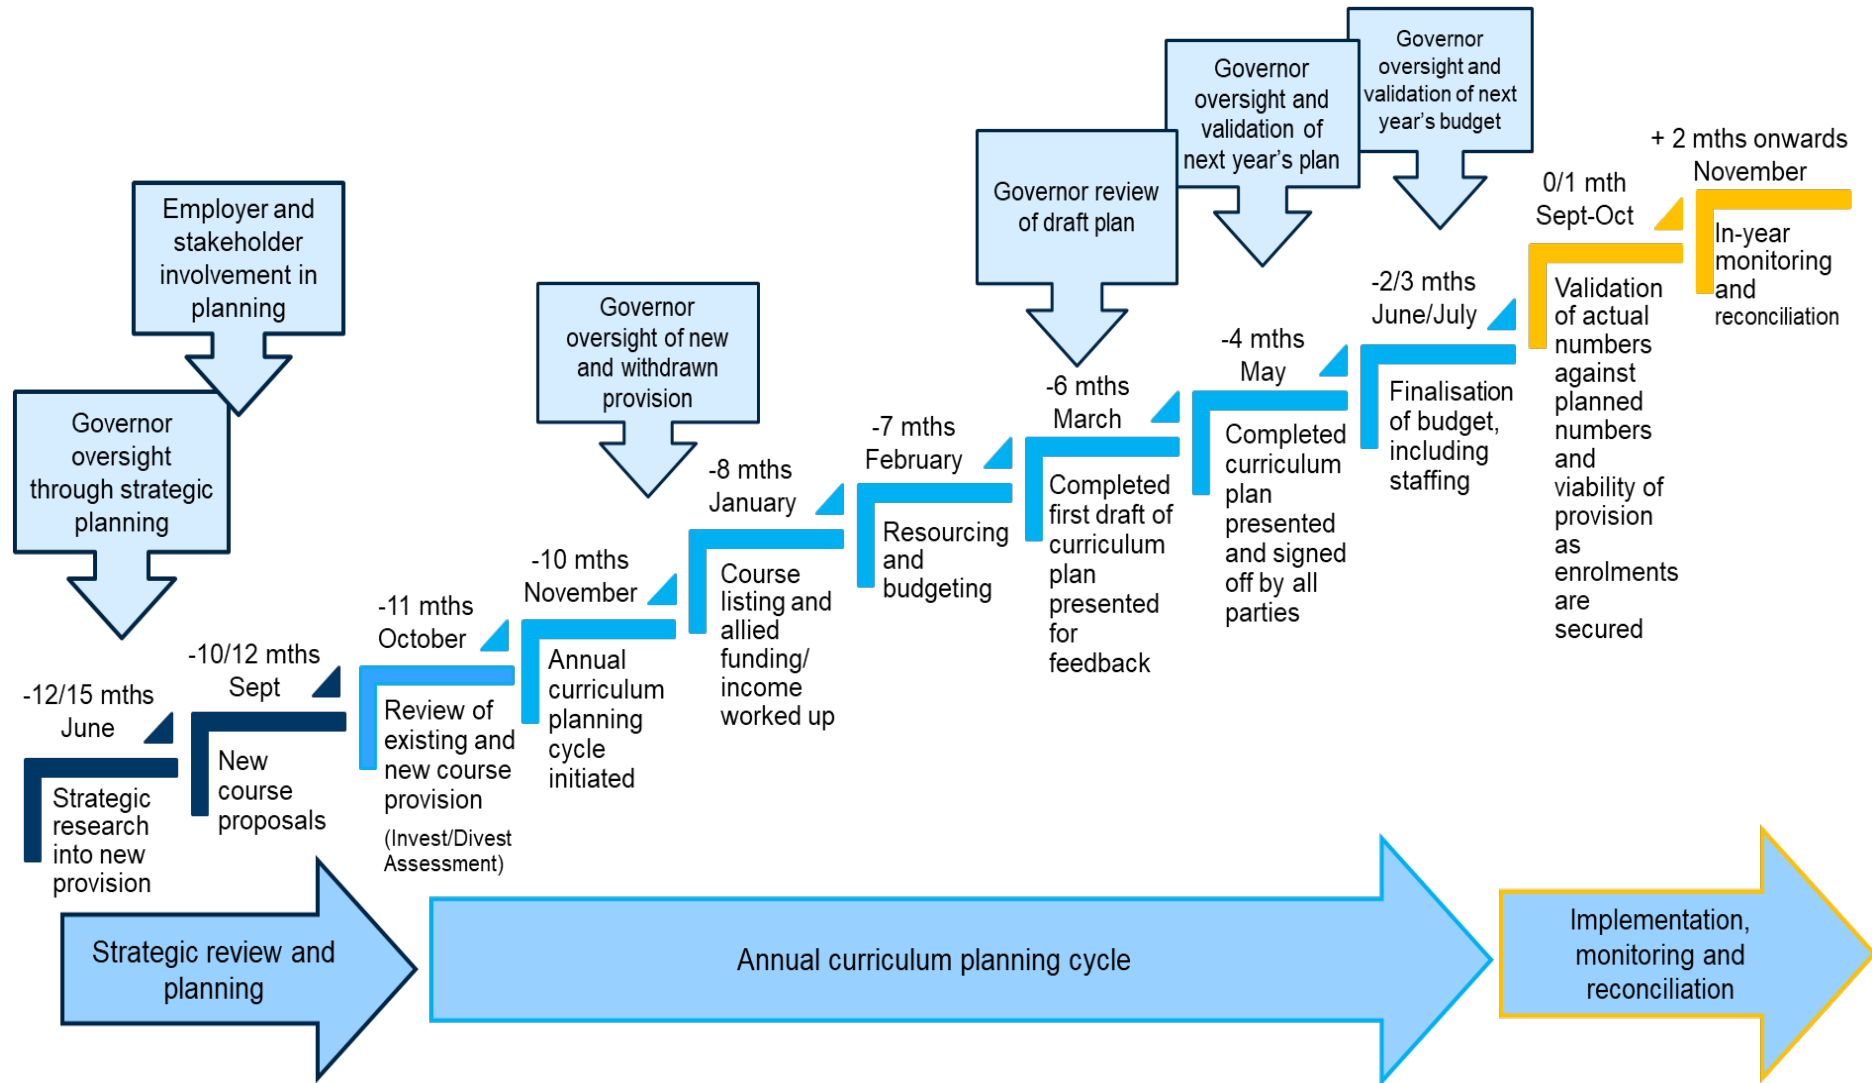 Governor
oversight
through strategic
planning
Employer and
stakeholder
involvement in
planning
Governor
oversight of new
and withdrawn
provision
Governor review
of draft plan
Governor
oversight and
validation of
next year’s plan
Governor
oversight and
validation of next
year’s budget
-12/15 mths
June
Strategic
research
into new
provision
-10/12 mths
Sept
New
course
proposals
-11 mths
October
Review of
existing and
new course
provision
(Invest/Divest
Assessment)
-10 mths
November
Annual
curriculum
planning
cycle
initiated
-8 mths
January
Course
listing and
allied
funding/
income
worked up
-7 mths
February
Resourcing
and
budgeting
-6 mths
March
Completed
first draft of
curriculum
plan
presented
for
feedback
-4 mths
May
Completed
curriculum
plan
presented
and signed
off by all
parties
-2/3 mths
June/July
Finalisation
of budget,
including
staffing
0/1 mth
Sept-Oct
Validation
of actual
numbers
against
planned
numbers
and
viability of
provision
as
enrolments
are
secured
+ 2 mths onwards
November
In-year
monitoring
and
reconciliation
Strategic review and
planning
Annual curriculum planning cycle
Implementation,
monitoring and
reconciliation